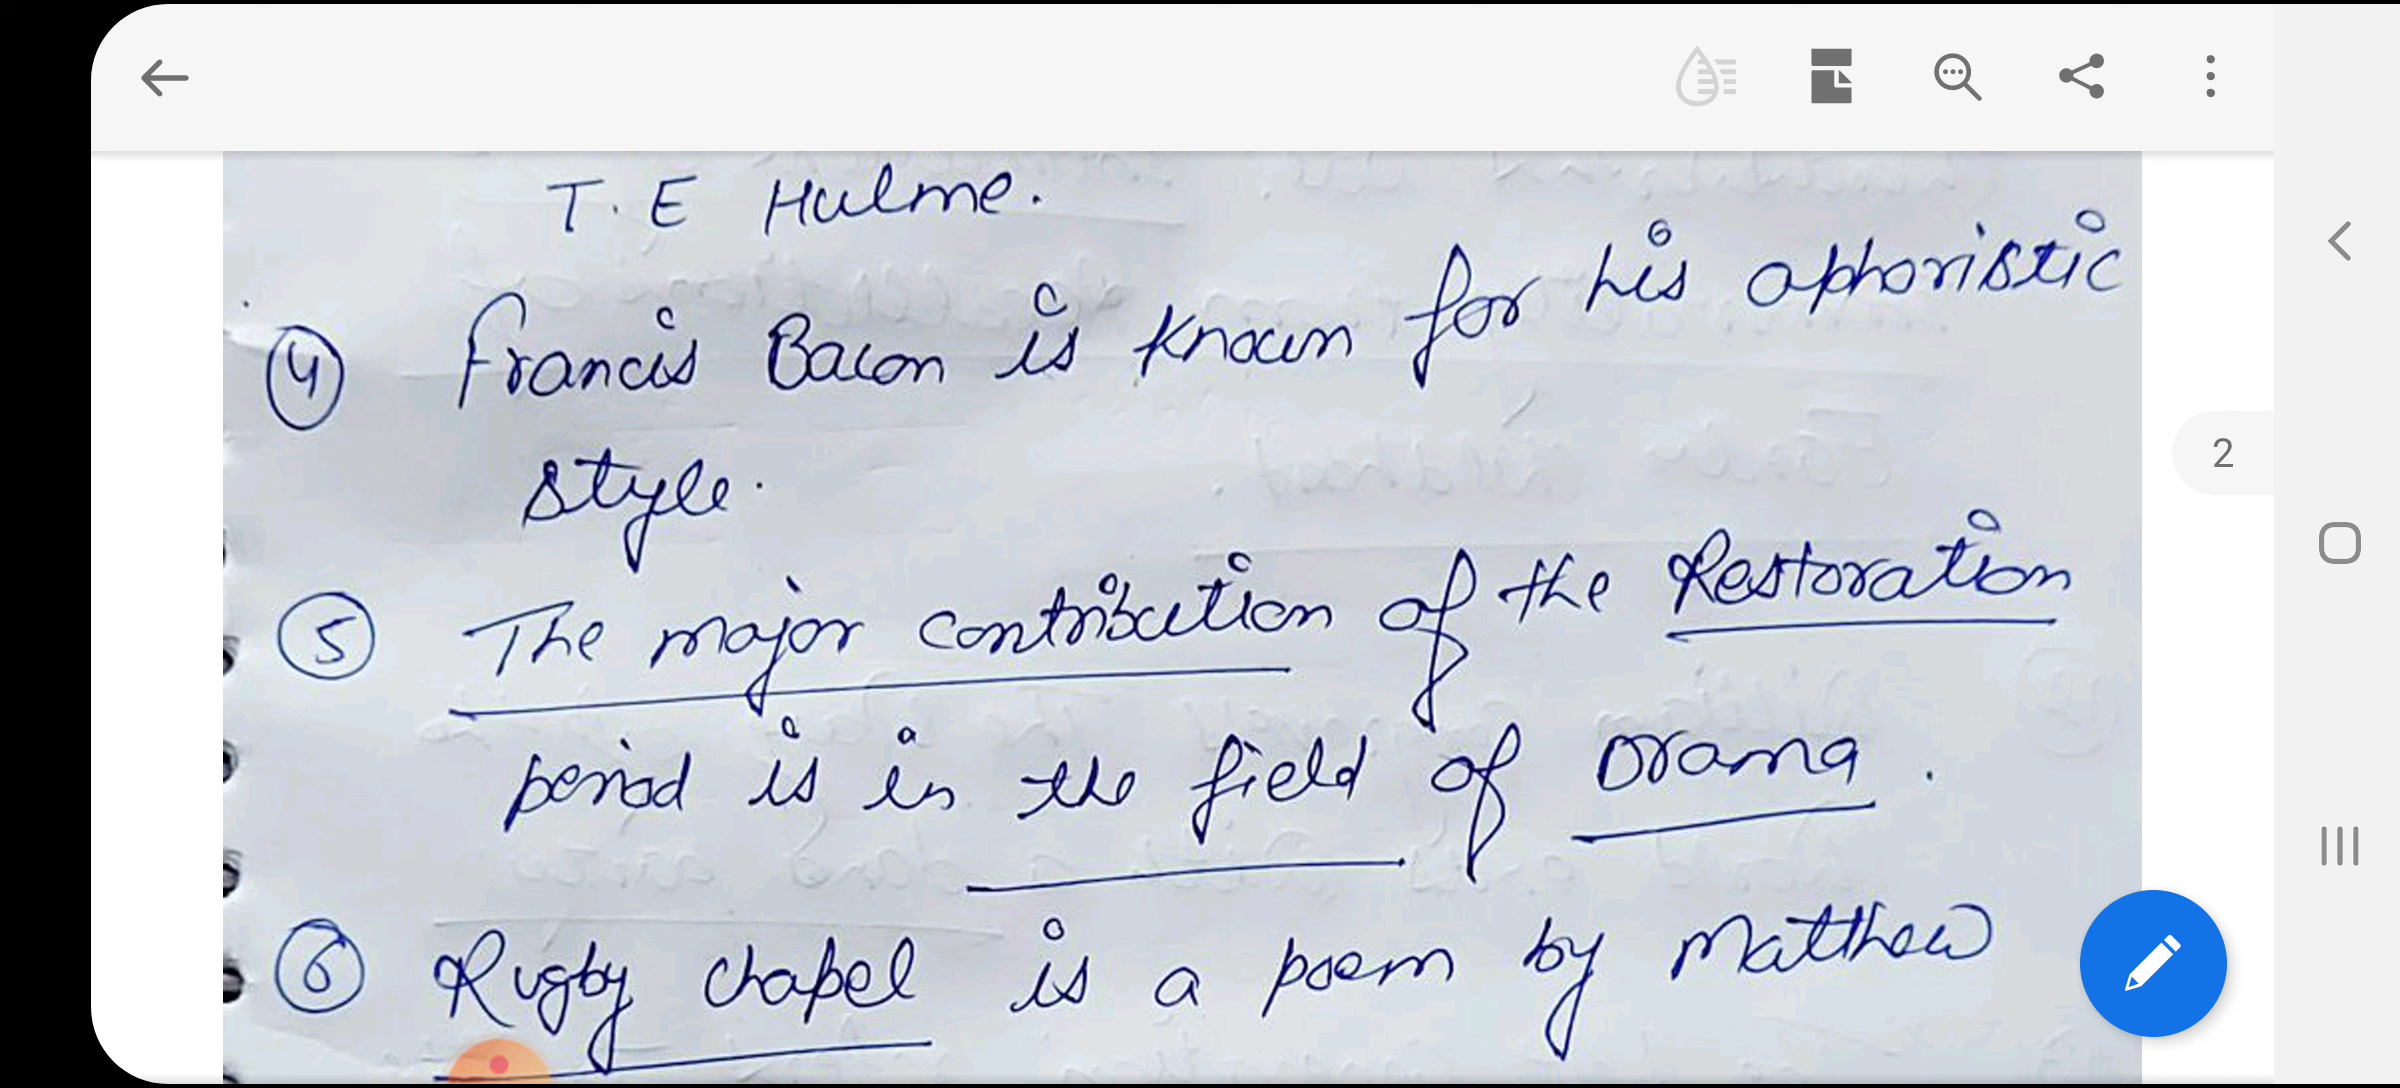 T. E Hulme.
④ Francis Bacon is known for his aphoristic
style.
⑤ The major contribution of the Restoration
period is in the field of Drama.
2
⑥ Rugby chapel is a poem by Matthew